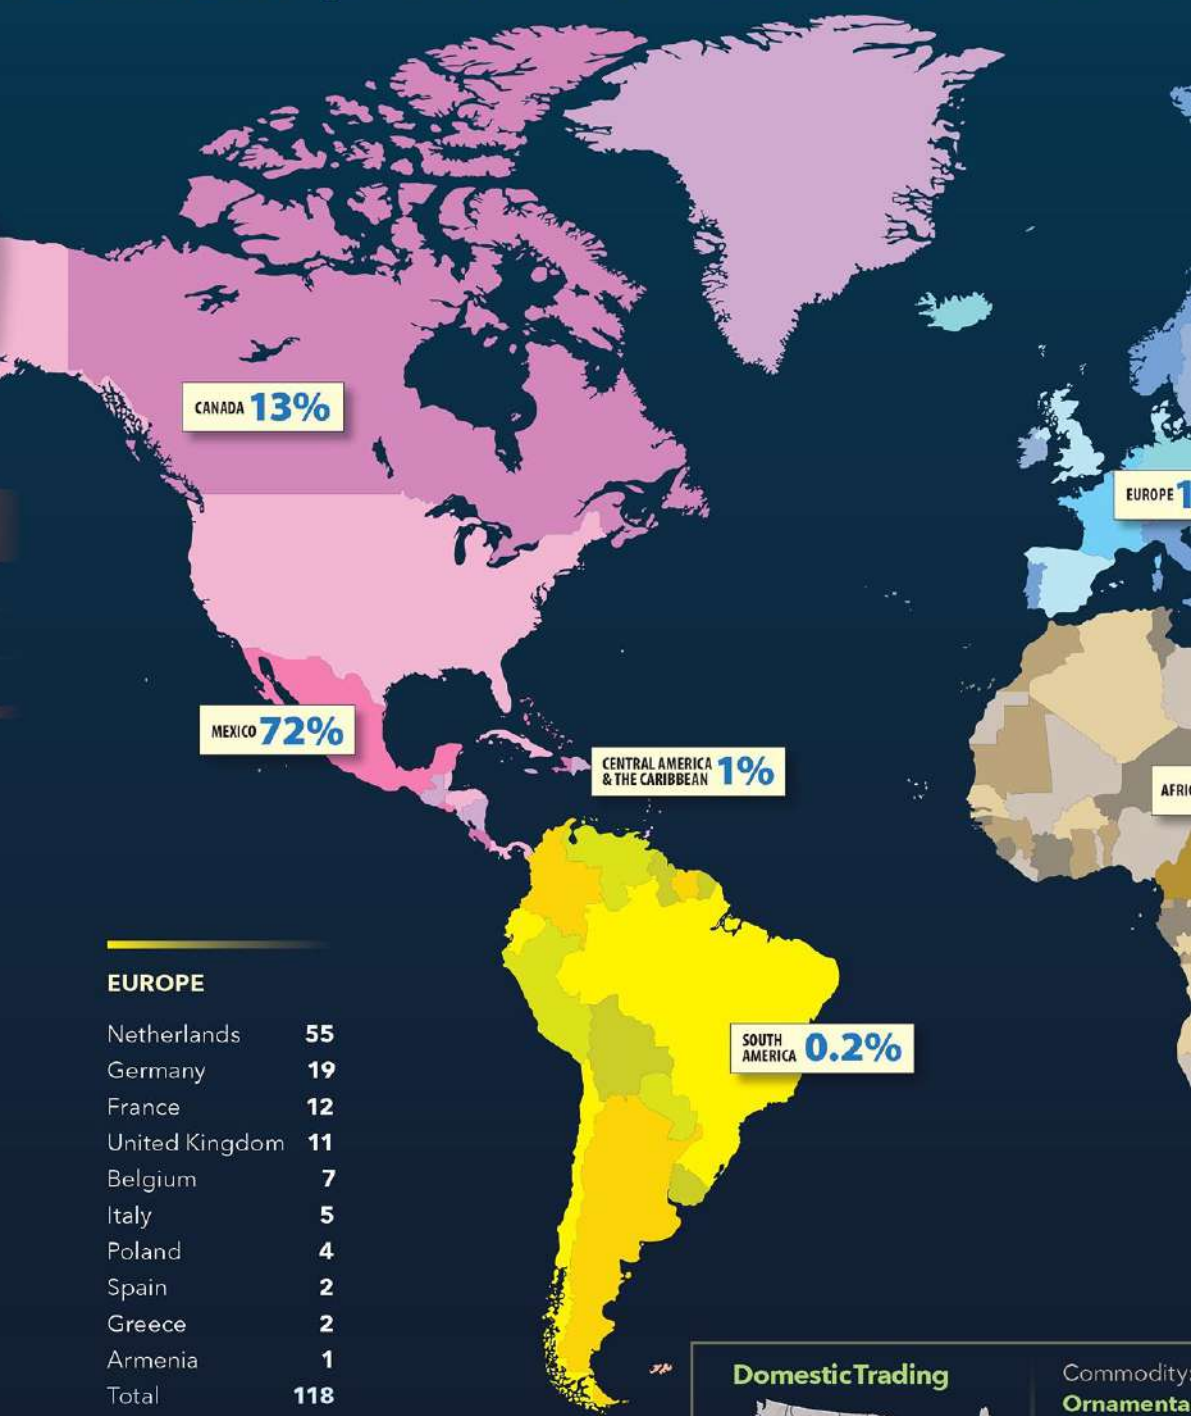 CANADA 13%
EUROPE 1
MEXICO 72%
CENTRAL AMERICA
& THE CARIBBEAN 1%
SOUTH
AMERICA 0.2%
EUROPE
Netherlands 55
Germany 19
France 12
United Kingdom 11
Belgium 7
Italy 5
Poland 4
Spain 2
Greece 2
Armenia 1
Total 118
Domestic Trading
Commodity: